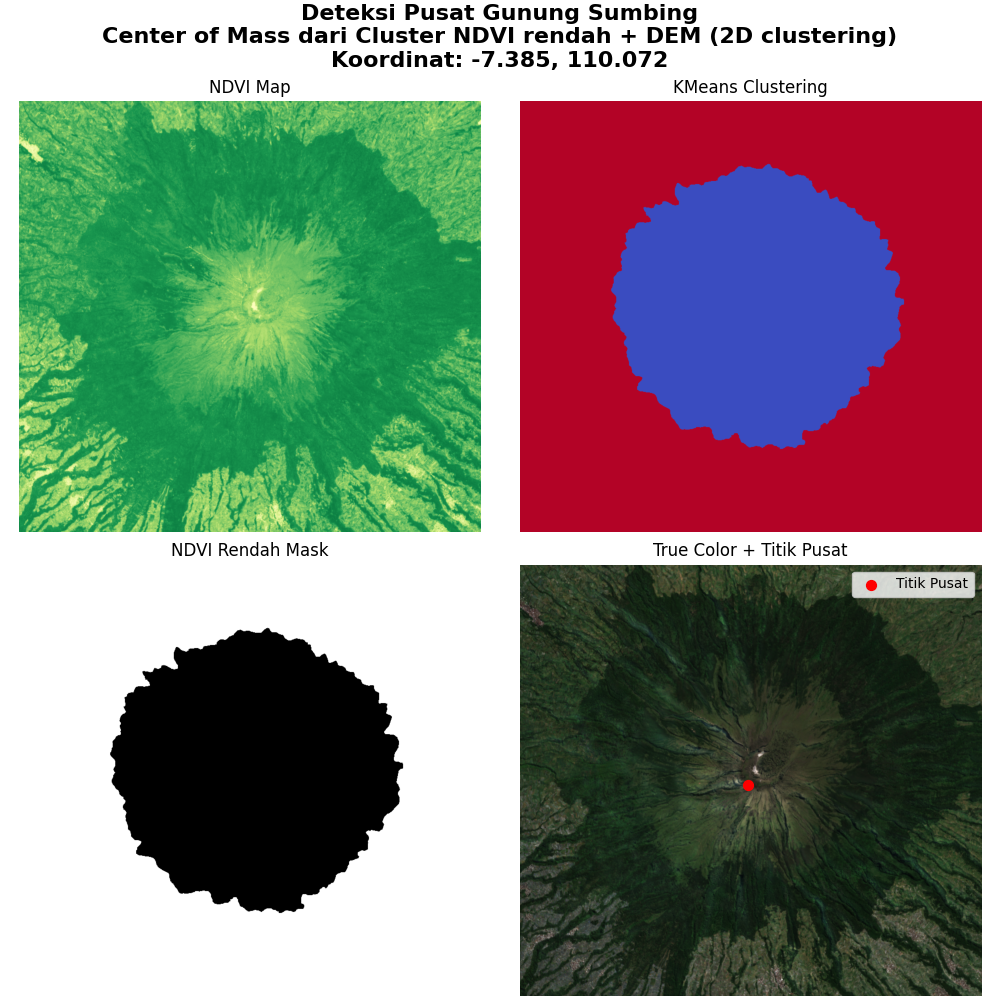 Deteksi Pusat Gunung Sumbing
Center of Mass dari Cluster NDVI rendah + DEM (2D clustering)
Koordinat: -7.385, 110.072
NDVI Map
KMeans Clustering
NDVI Rendah Mask
True Color + Titik Pusat
Titik Pusat